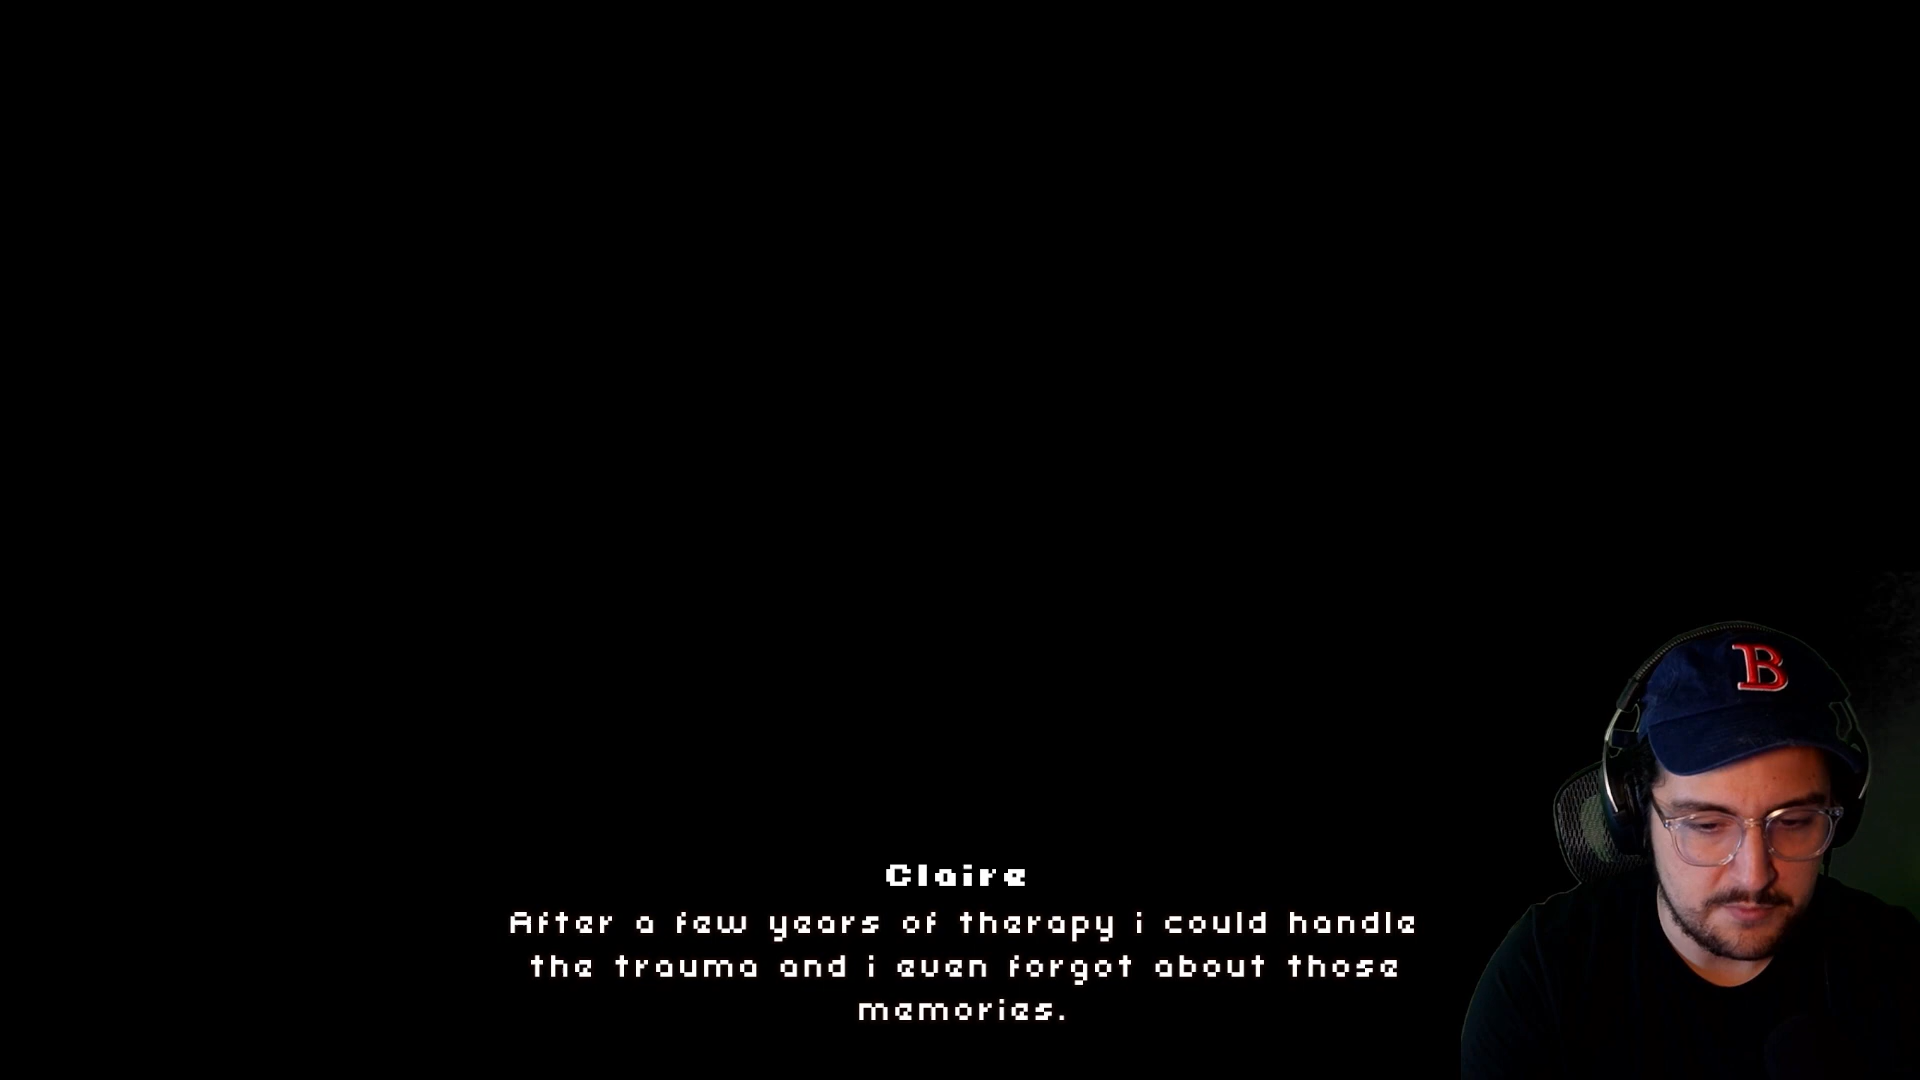 B
Claire
After a few years of therapy i could handle
the trauma and i even forgot about those
memories.